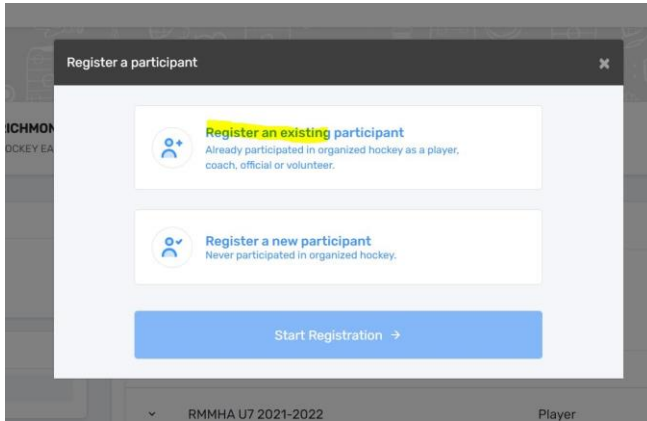 Register a participant
RICHMON
HOCKEY EA
Register an existing participant
Already participated in organized hockey as a player,
coach, official or volunteer.
Register a new participant
Never participated in organized hockey.
Start Registration →
RMMHA U7 2021-2022 Player